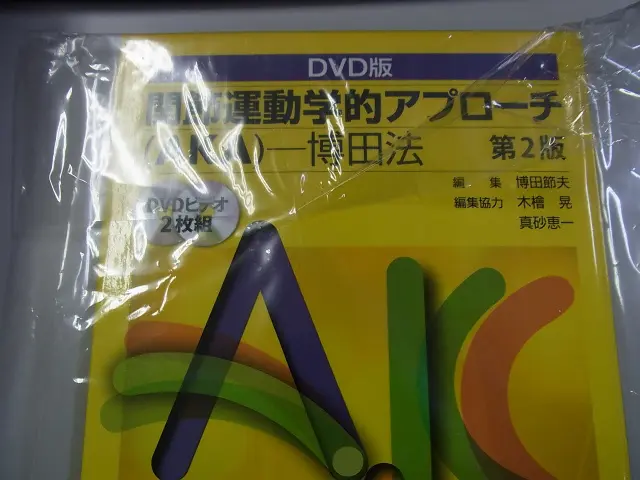 DVD版
関節運動学的アプローチ
(AKA)―博田法 第2版
編 集 博田節夫
編集協力 木檜 晃
真砂恵一
DVDビデオ
2枚組
AK